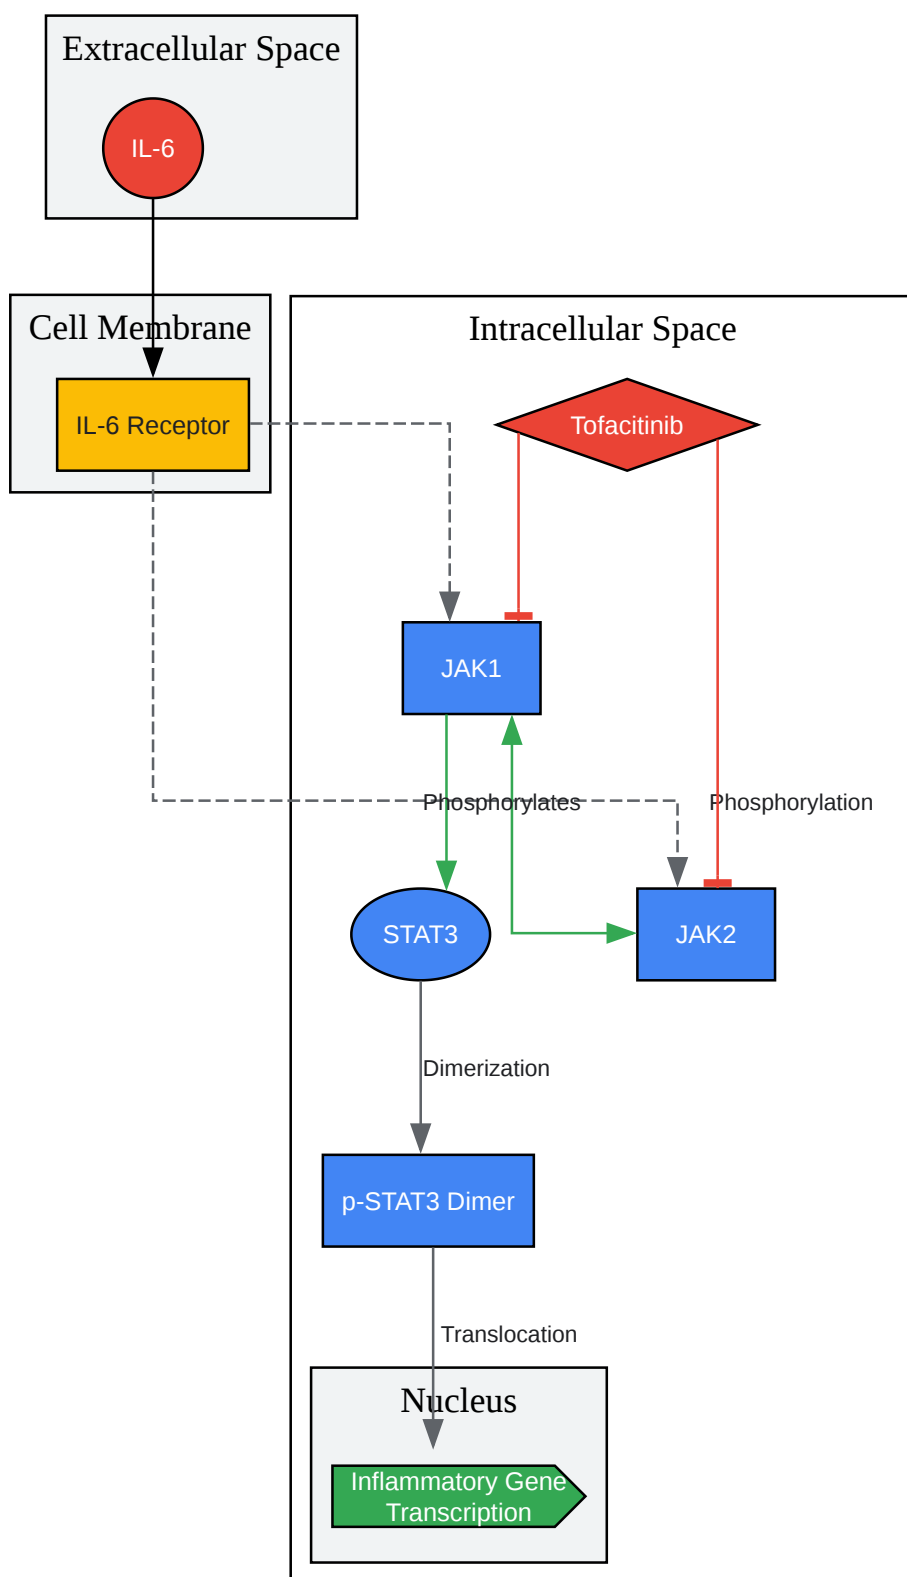 Extracellular Space
IL-6
Cell Membrane
IL-6 Receptor
Intracellular Space
Tofacitinib
JAK1
Phosphorylates
Phosphorylation
STAT3
JAK2
Dimerization
p-STAT3 Dimer
Translocation
Nucleus
Inflammatory Gene
Transcription